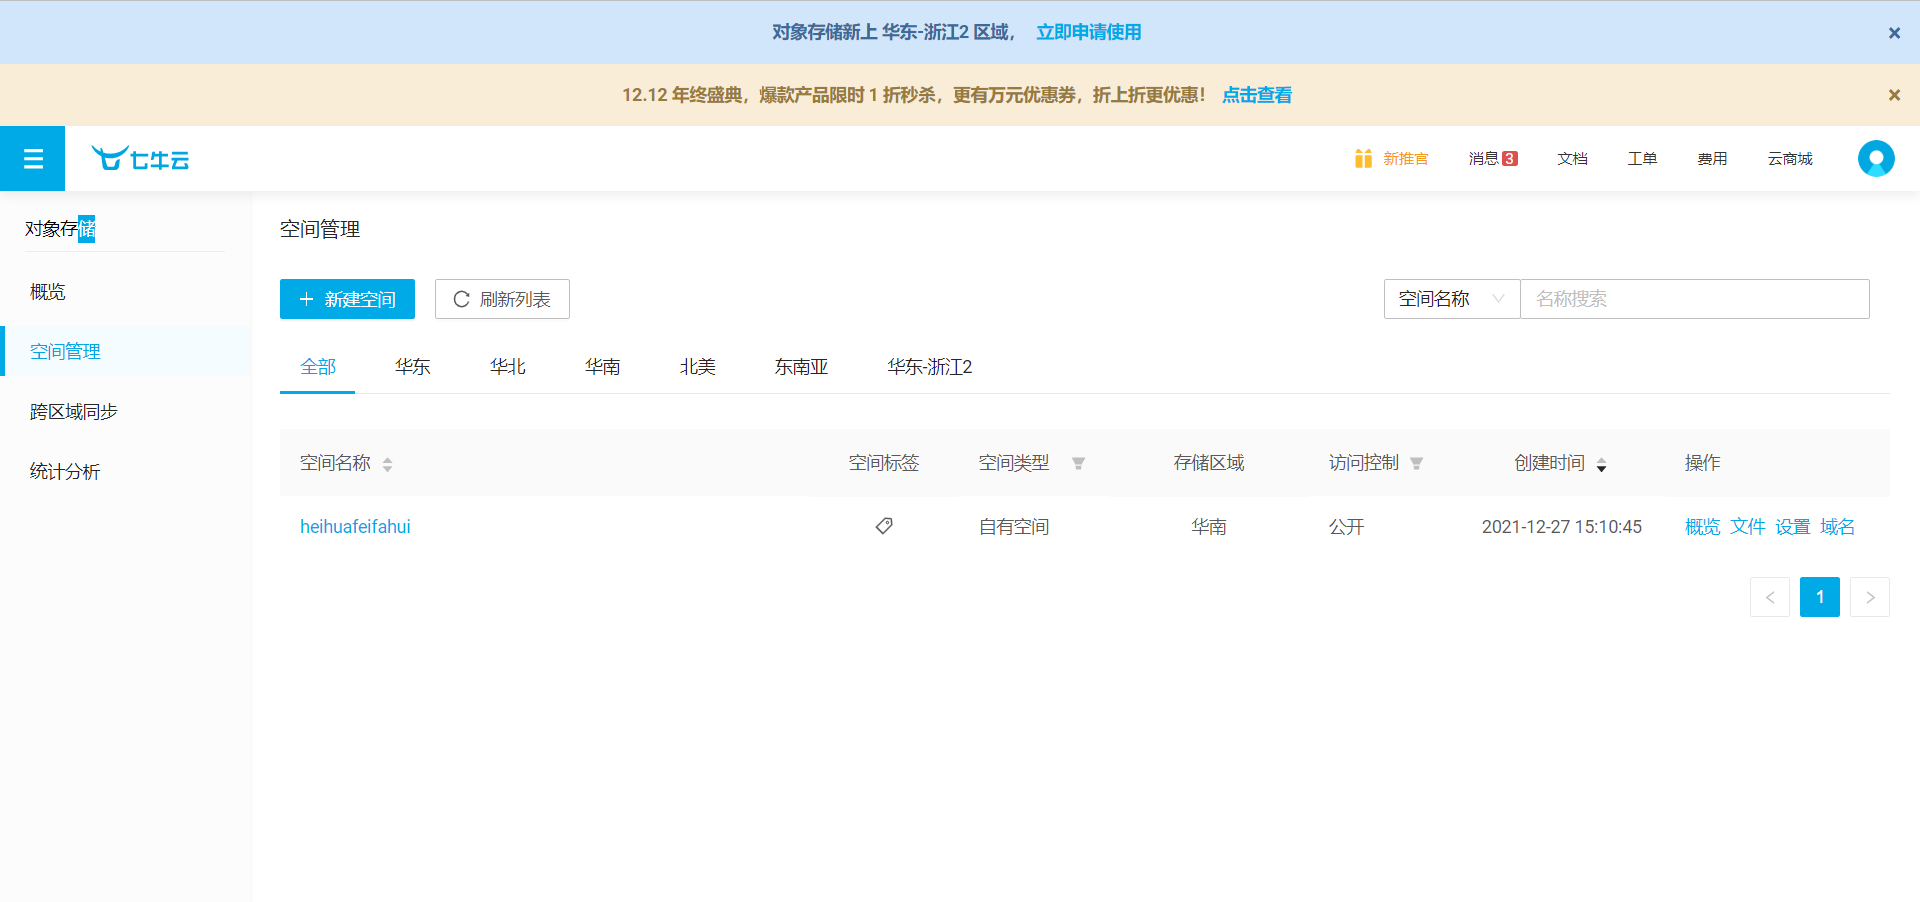 对象存储新上 华东-浙江2 区域， 立即申请使用
12.12 年终盛典，爆款产品限时 1 折秒杀，更有万元优惠券，折上折更优惠！ 点击查看
七牛云
新推官 消息 3 文档 工单 费用 云商城
对象存储
概览
空间管理
跨区域同步
统计分析
空间管理
新建空间 刷新列表 空间名称 名称搜索
全部 华东 华北 华南 北美 东南亚 华东-浙江2
空间名称 空间标签 空间类型 存储区域 访问控制 创建时间 操作
heihuafeifahui 自有空间 华南 公开 2021-12-27 15:10:45 概览 文件 设置 域名
< 1 >